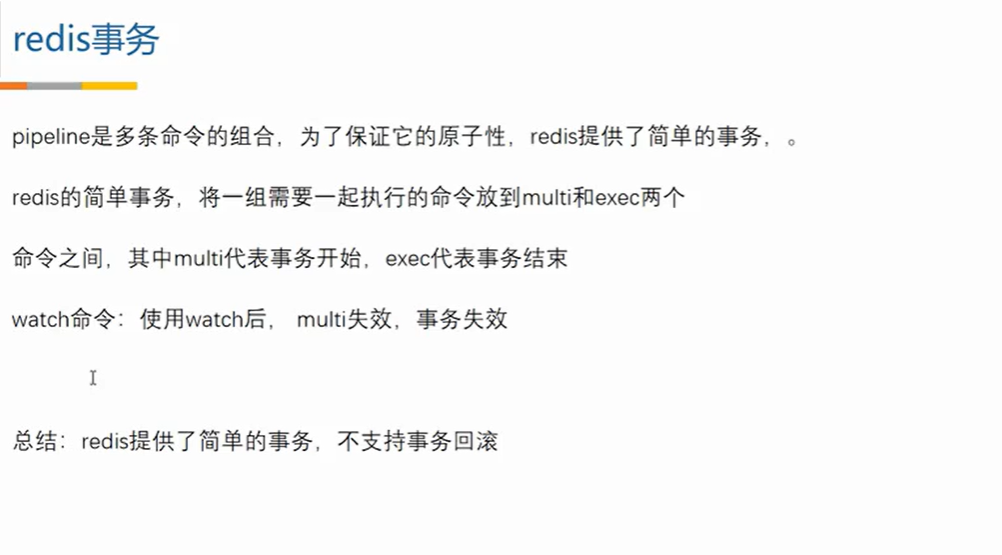 redis事务
pipeline是多条命令的组合，为了保证它的原子性，redis提供了简单的事务，。
redis的简单事务，将一组需要一起执行的命令放到multi和exec两个
命令之间，其中multi代表事务开始，exec代表事务结束
watch命令：使用watch后， multi失效，事务失效
总结：redis提供了简单的事务，不支持事务回滚